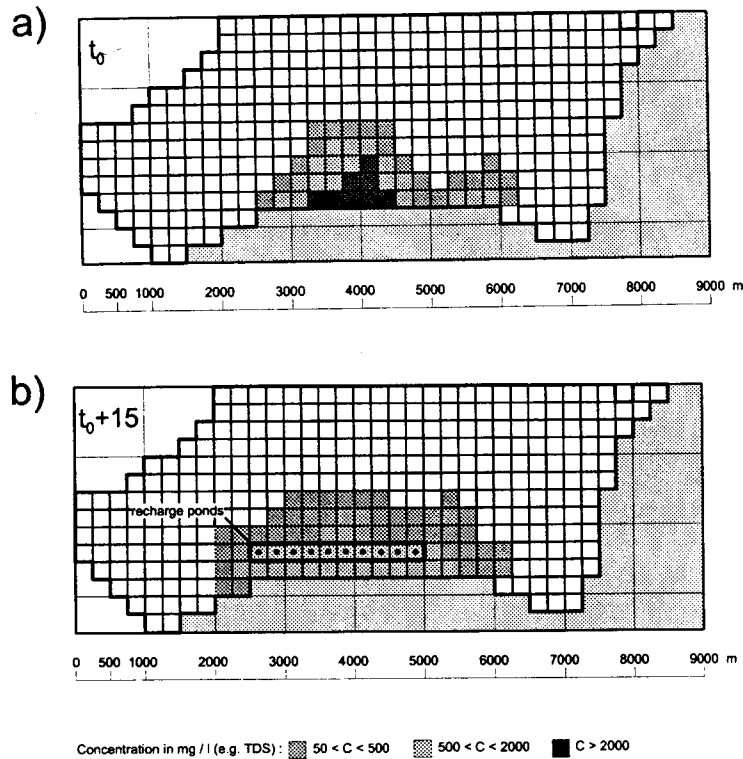 a)
t0
0 500 1000 2000 3000 4000 5000 6000 7000 8000 9000 m
b)
t0+15
recharge ponds
0 500 1000 2000 3000 4000 5000 6000 7000 8000 9000 m
Concentration in mg / l (e.g. TDS) : 50 < C < 500 500 < C < 2000 C > 2000